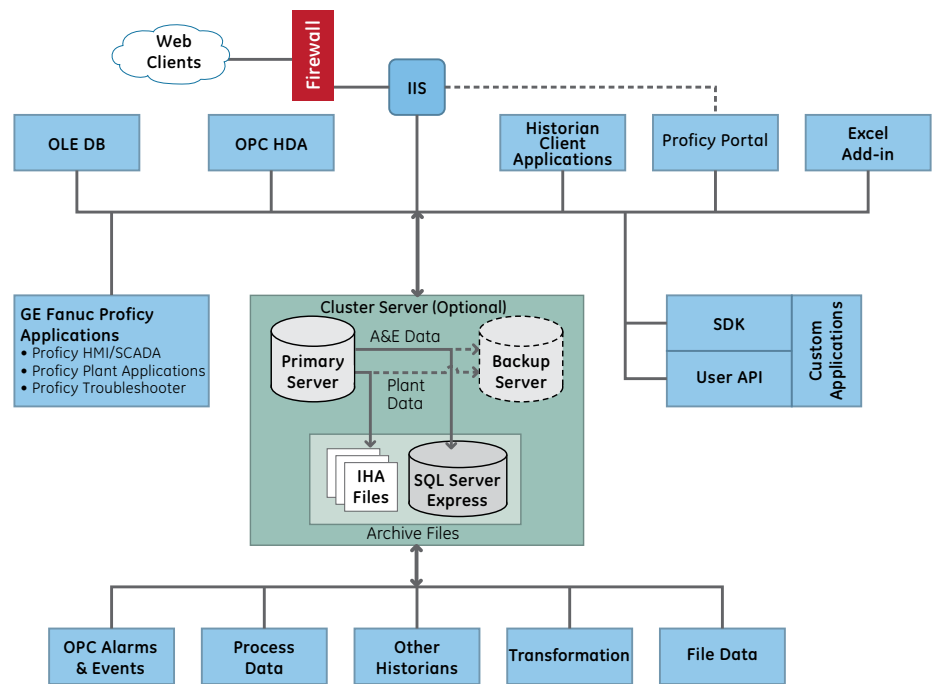 Web
Clients
Firewall
IIS
OLE DB
OPC HDA
Historian
Client
Applications
Proficy Portal
Excel
Add-in
GE Fanuc Proficy
Applications
• Proficy HMI/SCADA
• Proficy Plant Applications
• Proficy Troubleshooter
Cluster Server (Optional)
Primary
Server
A&E Data
Plant
Data
Backup
Server
IHA
Files
SQL Server
Express
Archive Files
SDK
User API
Custom
Applications
OPC Alarms
& Events
Process
Data
Other
Historians
Transformation
File Data